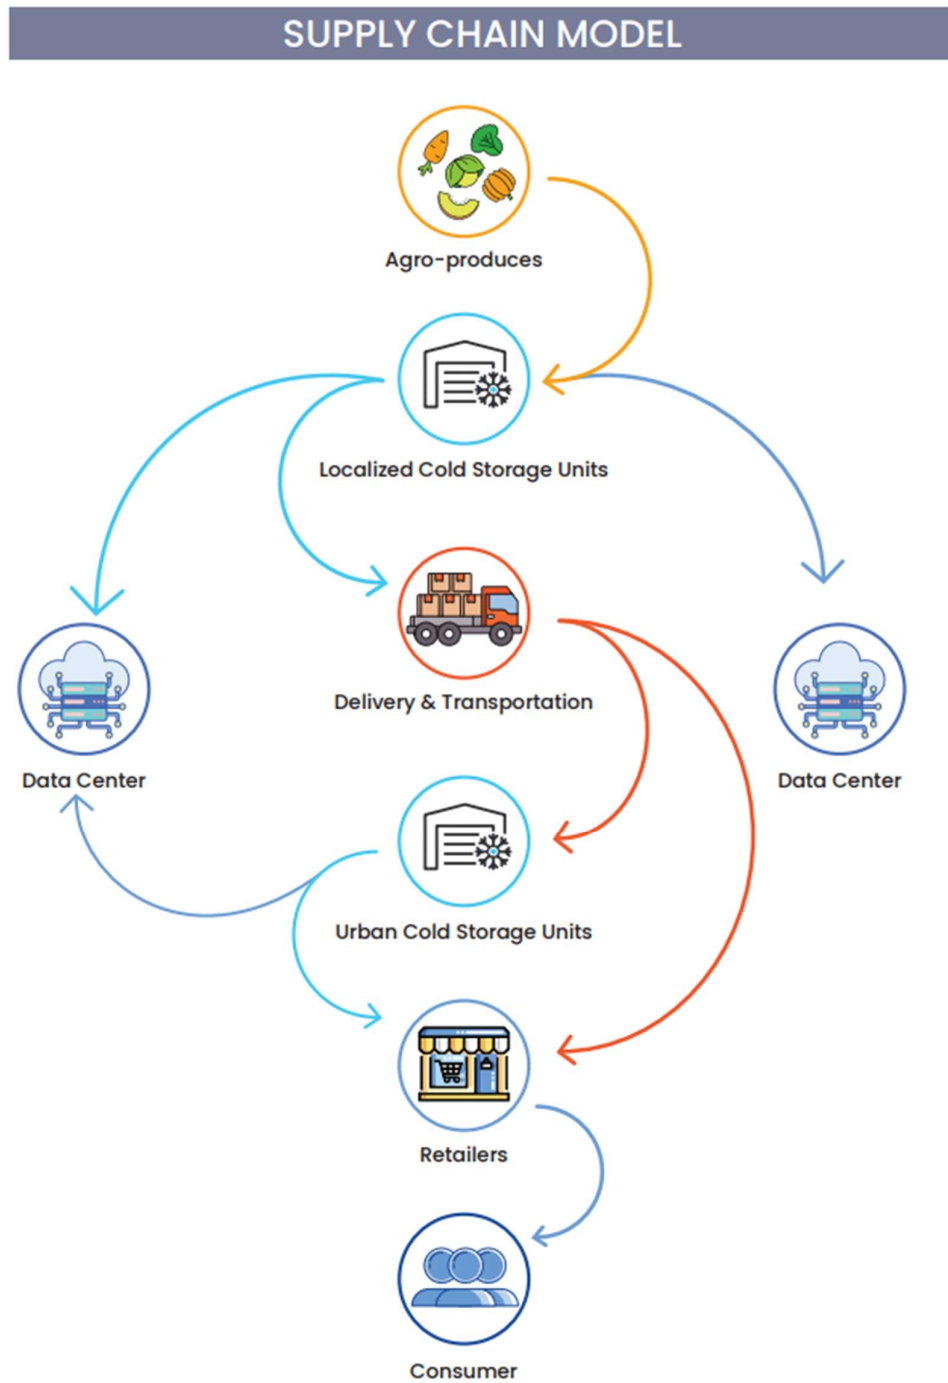 SUPPLY CHAIN MODEL
Agro-produces
Localized Cold Storage Units
Delivery & Transportation
Data Center
Data Center
Urban Cold Storage Units
Retailers
Consumer